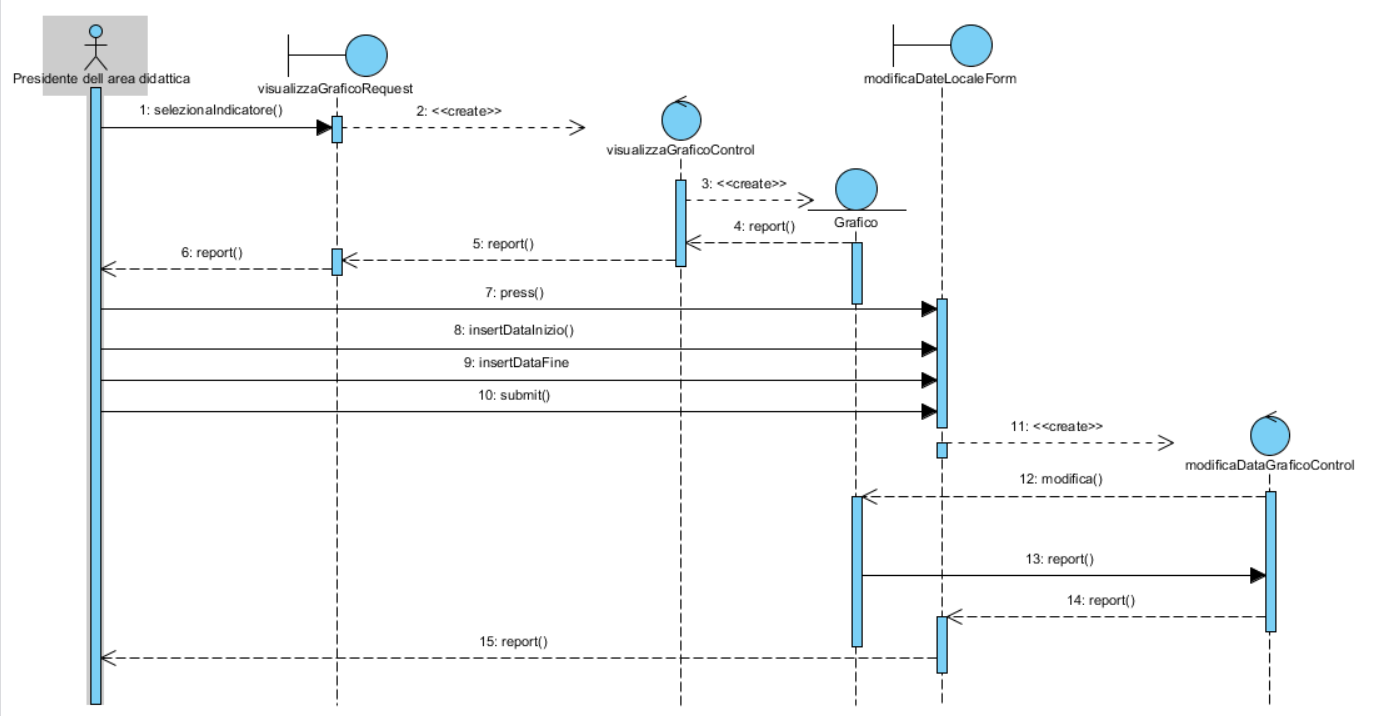 Presidente dell area didattica
visualizzaGraficoRequest
modificaDateLocaleForm
1: selezionaIndicatore()
2: <<create>>
visualizzaGraficoControl
3: <<create>>
Grafico
4: report()
5: report()
6: report()
7: press()
8: insertDataInizio()
9: insertDataFine
10: submit()
11: <<create>>
modificaDataGraficoControl
12: modifica()
13: report()
14: report()
15: report()